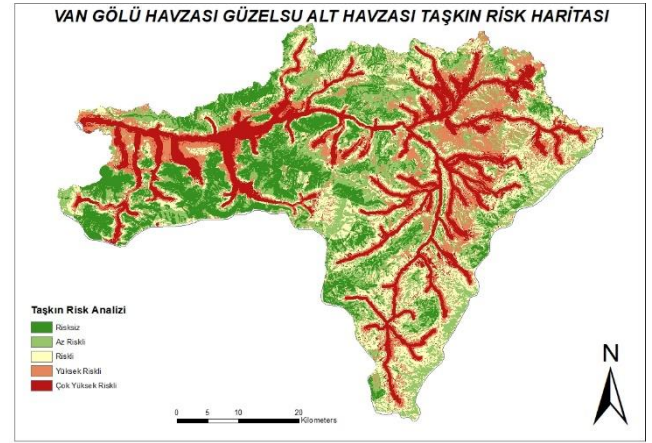 VAN GÖLÜ HAVZASI GÜZELSU ALT HAVZASI TAŞKIN RİSK HARİTASI
Taşkın Risk Analizi
Risksiz
Az Riskli
Riskli
Yüksek Riskli
Çok Yüksek Riskli
0 5 10 20
Kilometers
N